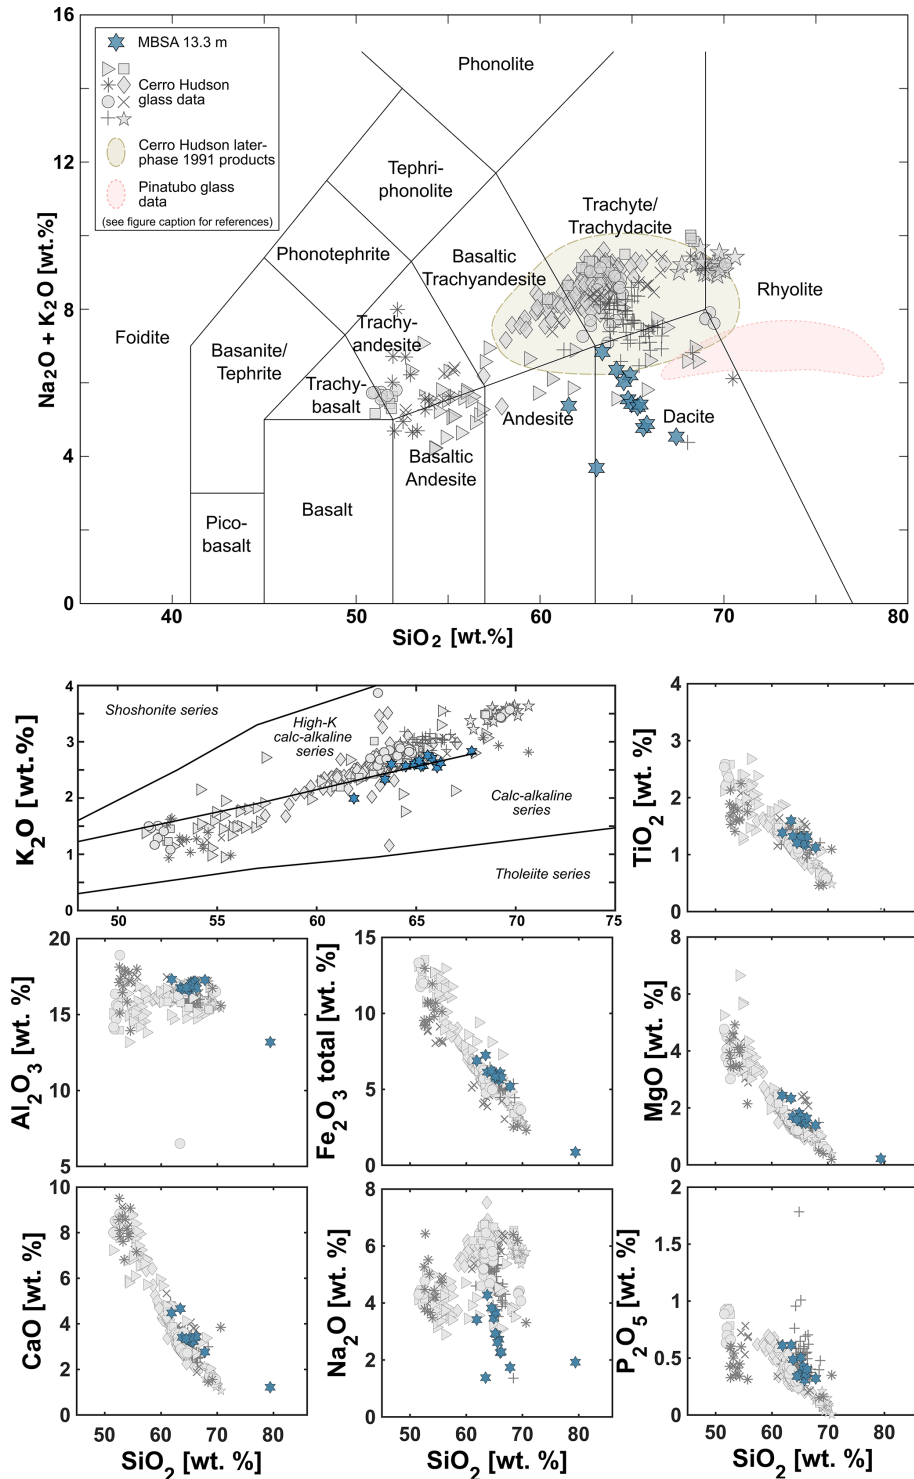 16
12
8
4
0
Na2O + K2O [wt.%]
MBSA 13.3 m
Cerro Hudson
glass data
Cerro Hudson later-
phase 1991 products
Pinatubo glass
data
(see figure caption for references)
Phonolite
Tephri-
phonolite
Trachyte/
Trachydacite
Phonotephrite
Basaltic
Trachyandesite
Rhyolite
Foidite
Trachy-
andesite
Basanite/
Tephrite
Trachy-
basalt
Andesite
Dacite
Basaltic
Andesite
Basalt
Pico-
basalt
40 50 60 70 80
SiO2 [wt.%]
4
3
2
1
0
K2O [wt.%]
Shoshonite series
High-K
calc-alkaline
series
Calc-alkaline
series
Tholeiite series
50 55 60 65 70 75
4
3
2
1
0
TiO2 [wt. %]
20
15
10
5
Al2O3 [wt. %]
15
10
5
0
Fe2O3 total [wt. %]
8
6
4
2
0
MgO [wt. %]
10
8
6
4
2
0
CaO [wt. %]
50 60 70 80
SiO2 [wt. %]
8
6
4
2
0
Na2O [wt. %]
50 60 70 80
SiO2 [wt. %]
2
1.5
1
0.5
0
P2O5 [wt. %]
50 60 70 80
SiO2 [wt. %]